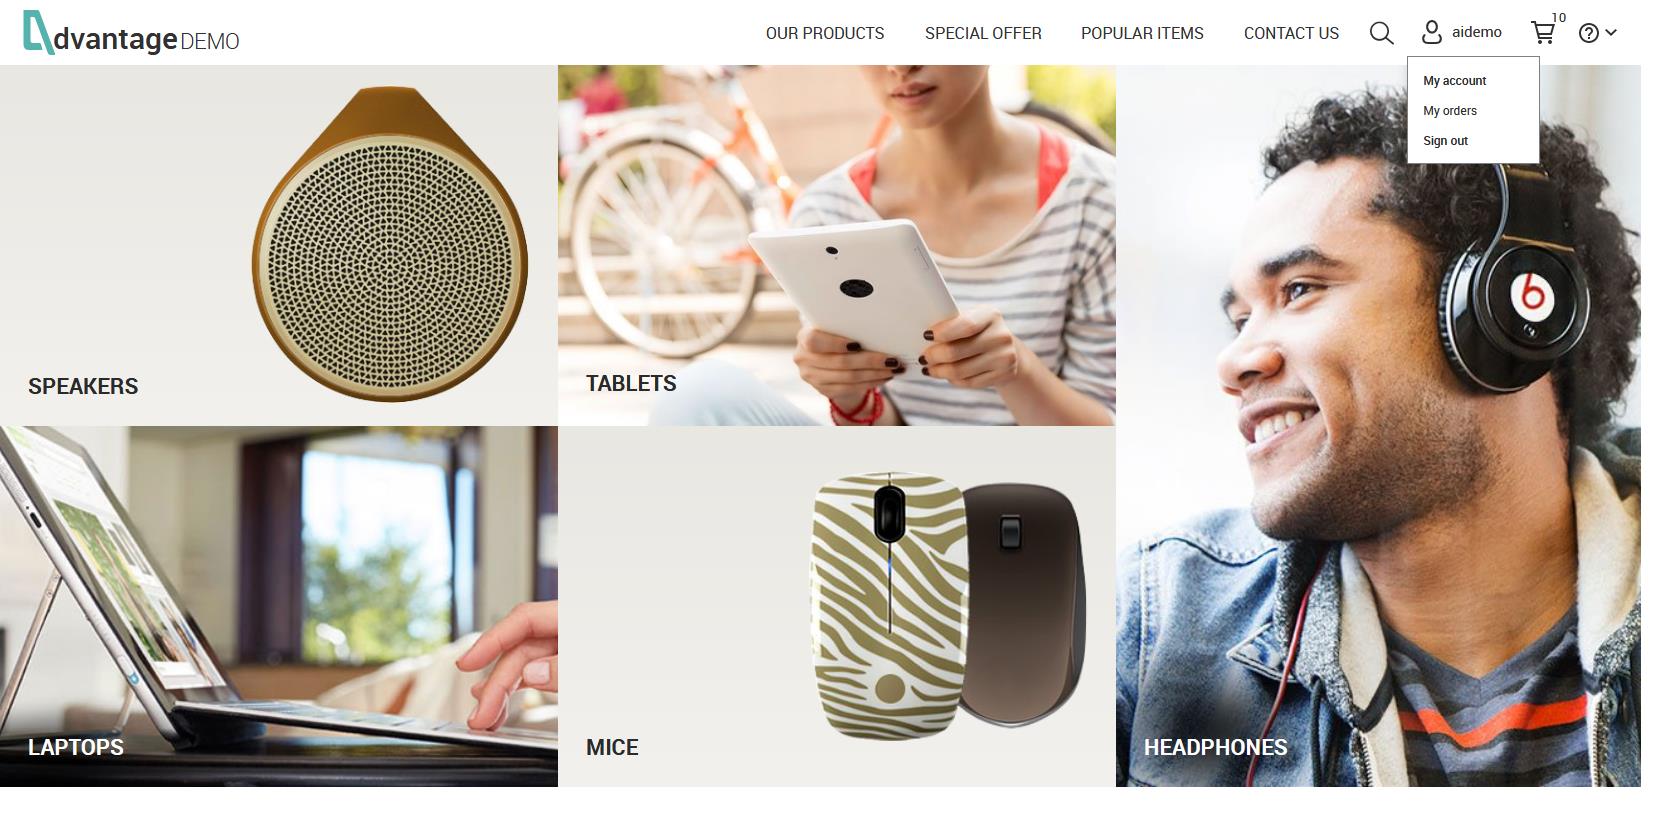 dvantage DEMO
OUR PRODUCTS SPECIAL OFFER POPULAR ITEMS CONTACT US aidemo 10
My account
My orders
Sign out
SPEAKERS
TABLETS
LAPTOPS
MICE
HEADPHONES